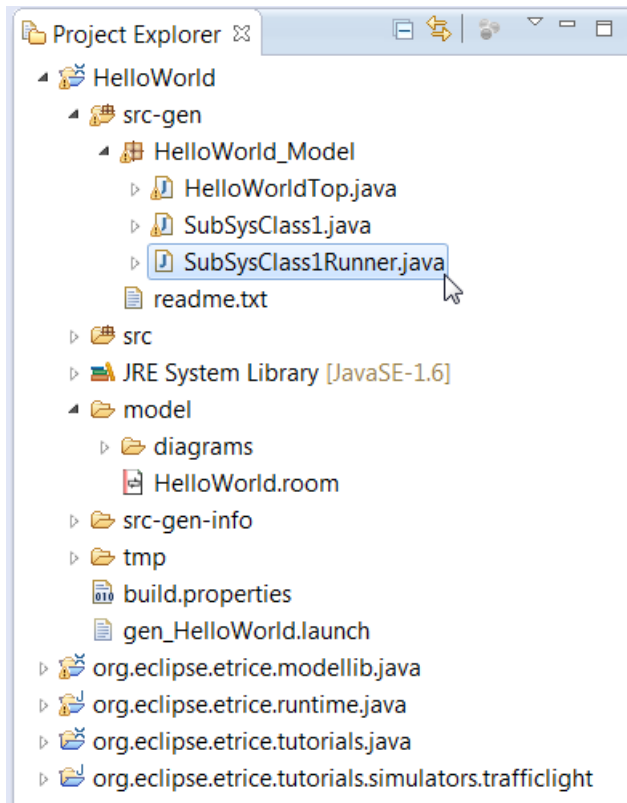 Project Explorer
HelloWorld
src-gen
HelloWorld_Model
HelloWorldTop.java
SubSysClass1.java
SubSysClass1Runner.java
readme.txt
src
JRE System Library [JavaSE-1.6]
model
diagrams
HelloWorld.room
src-gen-info
tmp
build.properties
gen_HelloWorld.launch
org.eclipse.etrice.modellib.java
org.eclipse.etrice.runtime.java
org.eclipse.etrice.tutorials.java
org.eclipse.etrice.tutorials.simulators.trafficlight